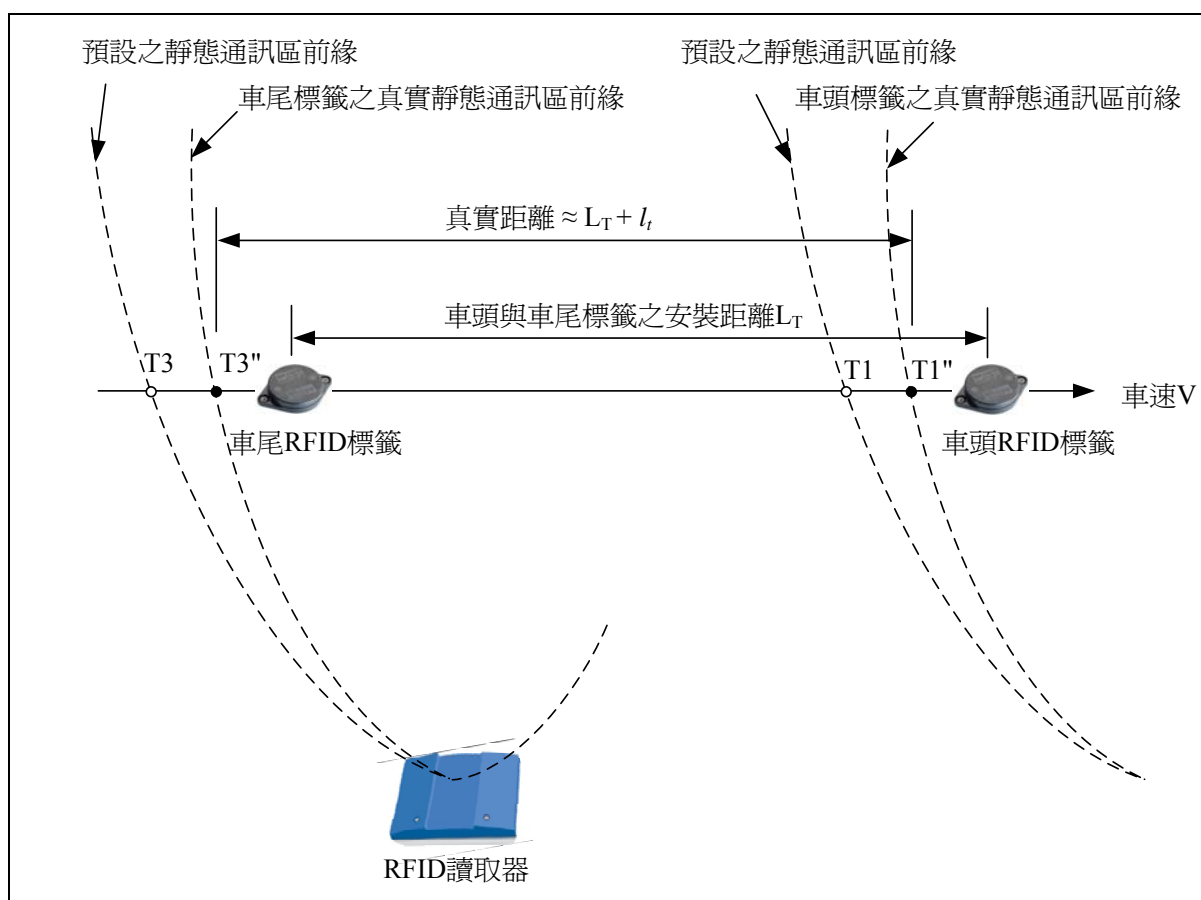 預設之靜態通訊區前緣
預設之靜態通訊區前緣
車尾標籤之真實靜態通訊區前緣
車頭標籤之真實靜態通訊區前緣
真實距離 ≈ L_T + l_t
車頭與車尾標籤之安裝距離L_T
T3
T3"
T1
T1"
車速V
車尾RFID標籤
車頭RFID標籤
RFID讀取器